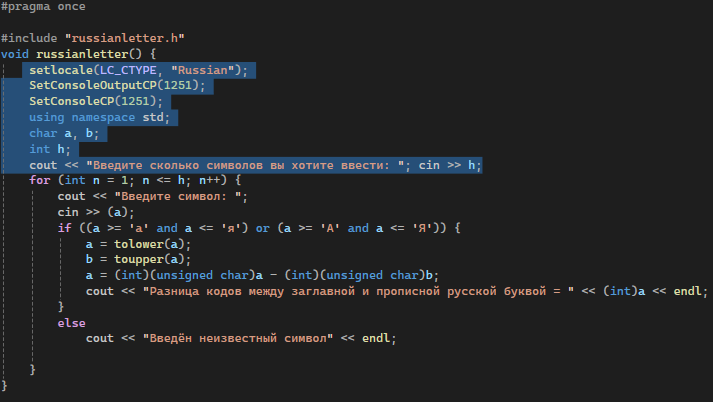 #pragma once
#include "russianletter.h"
void russianletter() {
setlocale(LC_CTYPE, "Russian");
SetConsoleOutputCP(1251);
SetConsoleCP(1251);
using namespace std;
char a, b;
int h;
cout << "Введите сколько символов вы хотите ввести: "; cin >> h;
for (int n = 1; n <= h; n++) {
cout << "Введите символ: ";
cin >> (a);
if ((a >= 'а' and a <= 'я') or (a >= 'А' and a <= 'Я')) {
a = tolower(a);
b = toupper(a);
a = (int)(unsigned char)a - (int)(unsigned char)b;
cout << "Разница кодов между заглавной и прописной русской буквой = " << (int)a << endl;
}
else
cout << "Введён неизвестный символ" << endl;
}
}